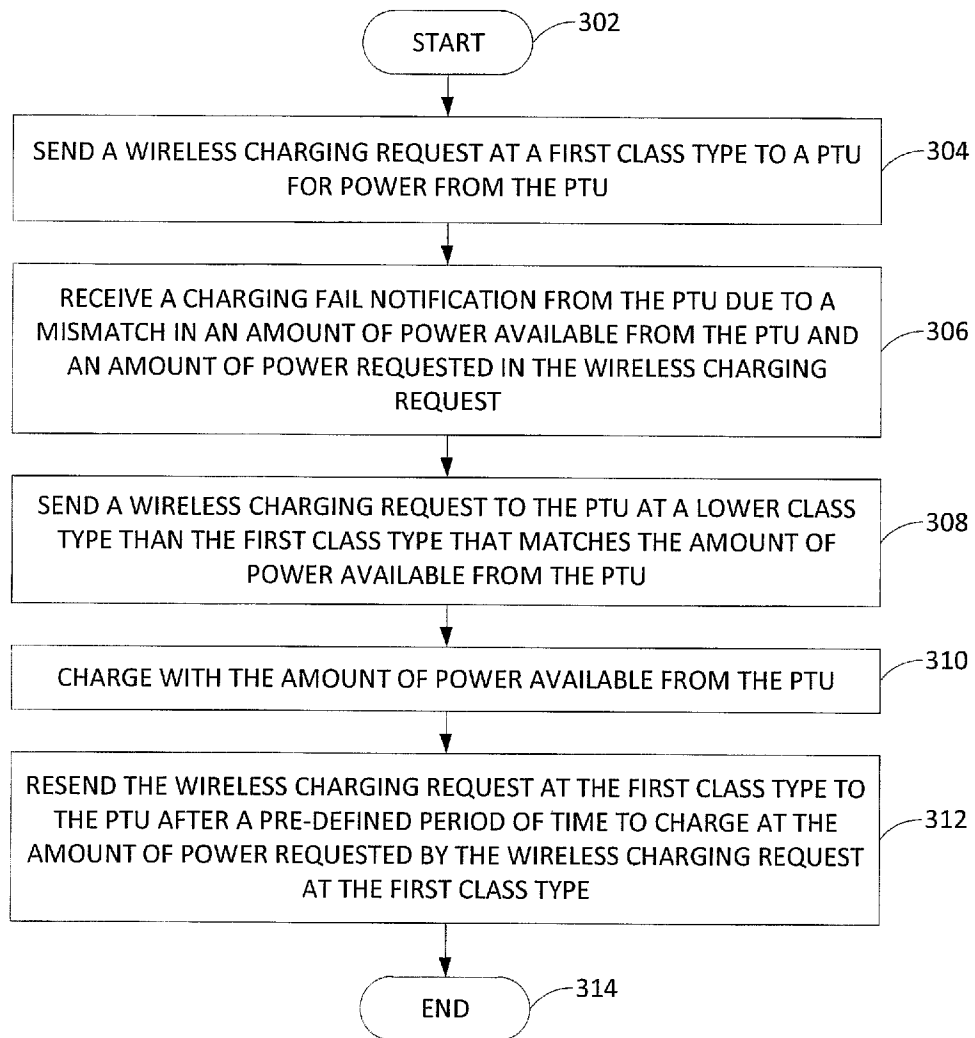 START
302
SEND A WIRELESS CHARGING REQUEST AT A FIRST CLASS TYPE TO A PTU
FOR POWER FROM THE PTU
304
RECEIVE A CHARGING FAIL NOTIFICATION FROM THE PTU DUE TO A
MISMATCH IN AN AMOUNT OF POWER AVAILABLE FROM THE PTU AND
AN AMOUNT OF POWER REQUESTED IN THE WIRELESS CHARGING
REQUEST
306
SEND A WIRELESS CHARGING REQUEST TO THE PTU AT A LOWER CLASS
TYPE THAN THE FIRST CLASS TYPE THAT MATCHES THE AMOUNT OF
POWER AVAILABLE FROM THE PTU
308
CHARGE WITH THE AMOUNT OF POWER AVAILABLE FROM THE PTU
310
RESEND THE WIRELESS CHARGING REQUEST AT THE FIRST CLASS TYPE TO
THE PTU AFTER A PRE-DEFINED PERIOD OF TIME TO CHARGE AT THE
AMOUNT OF POWER REQUESTED BY THE WIRELESS CHARGING REQUEST
AT THE FIRST CLASS TYPE
312
END
314